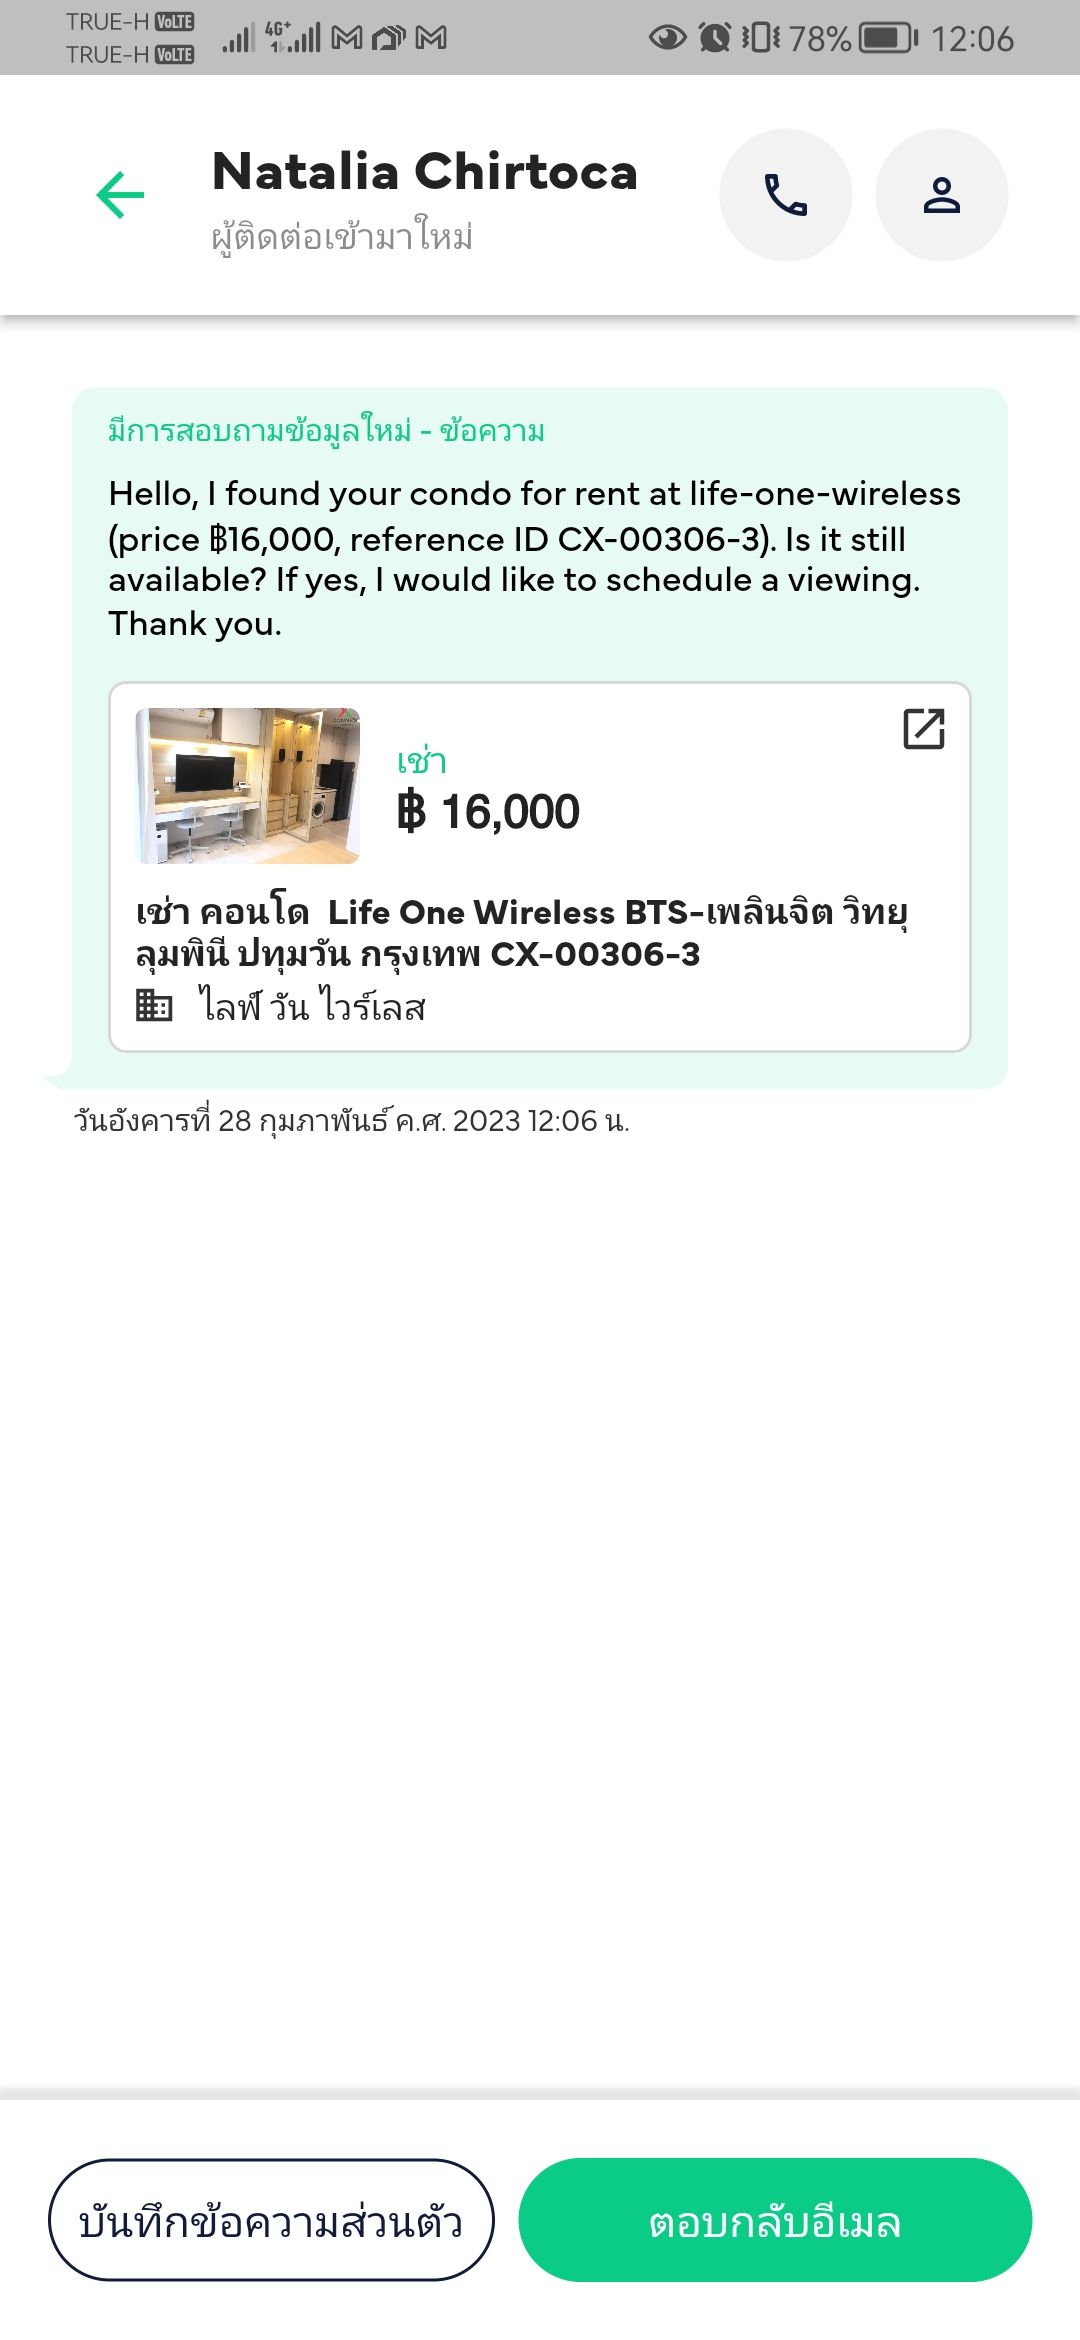 TRUE-H VoLTE
TRUE-H VoLTE
4G+
78%
12:06
Natalia Chirtoca
ผู้ติดต่อเข้ามาใหม่
มีการสอบถามข้อมูลใหม่ - ข้อความ
Hello, I found your condo for rent at life-one-wireless
(price ฿16,000, reference ID CX-00306-3). Is it still
available? If yes, I would like to schedule a viewing.
Thank you.
เช่า
฿ 16,000
เช่า คอนโด  Life One Wireless BTS-เพลินจิต วิทยุ
ลุมพินี ปทุมวัน กรุงเทพ CX-00306-3
ไลฟ์ วัน ไวร์เลส
วันอังคารที่ 28 กุมภาพันธ์ ค.ศ. 2023 12:06 น.
บันทึกข้อความส่วนตัว
ตอบกลับอีเมล